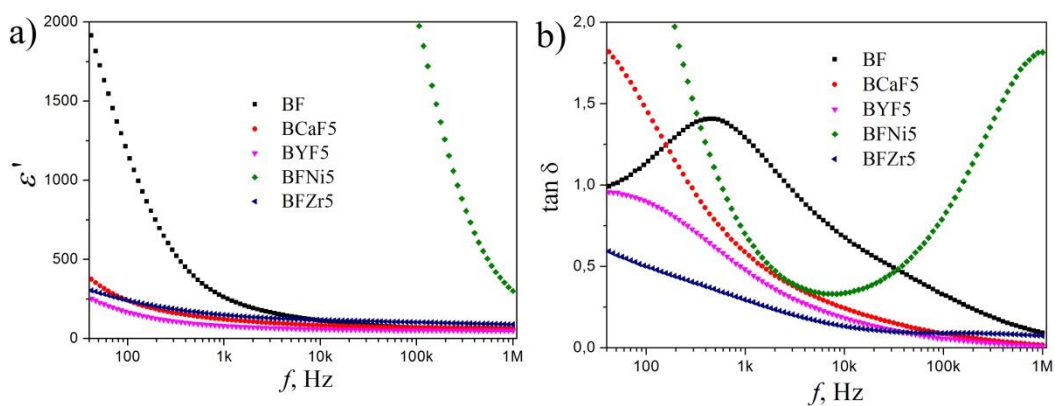 a)
ε'
2000
1500
1000
500
0
BF
BCaF5
BYF5
BFNi5
BFZr5
100 1k 10k 100k 1M
f, Hz
b)
tan δ
2,0
1,5
1,0
0,5
0,0
BF
BCaF5
BYF5
BFNi5
BFZr5
100 1k 10k 100k 1M
f, Hz